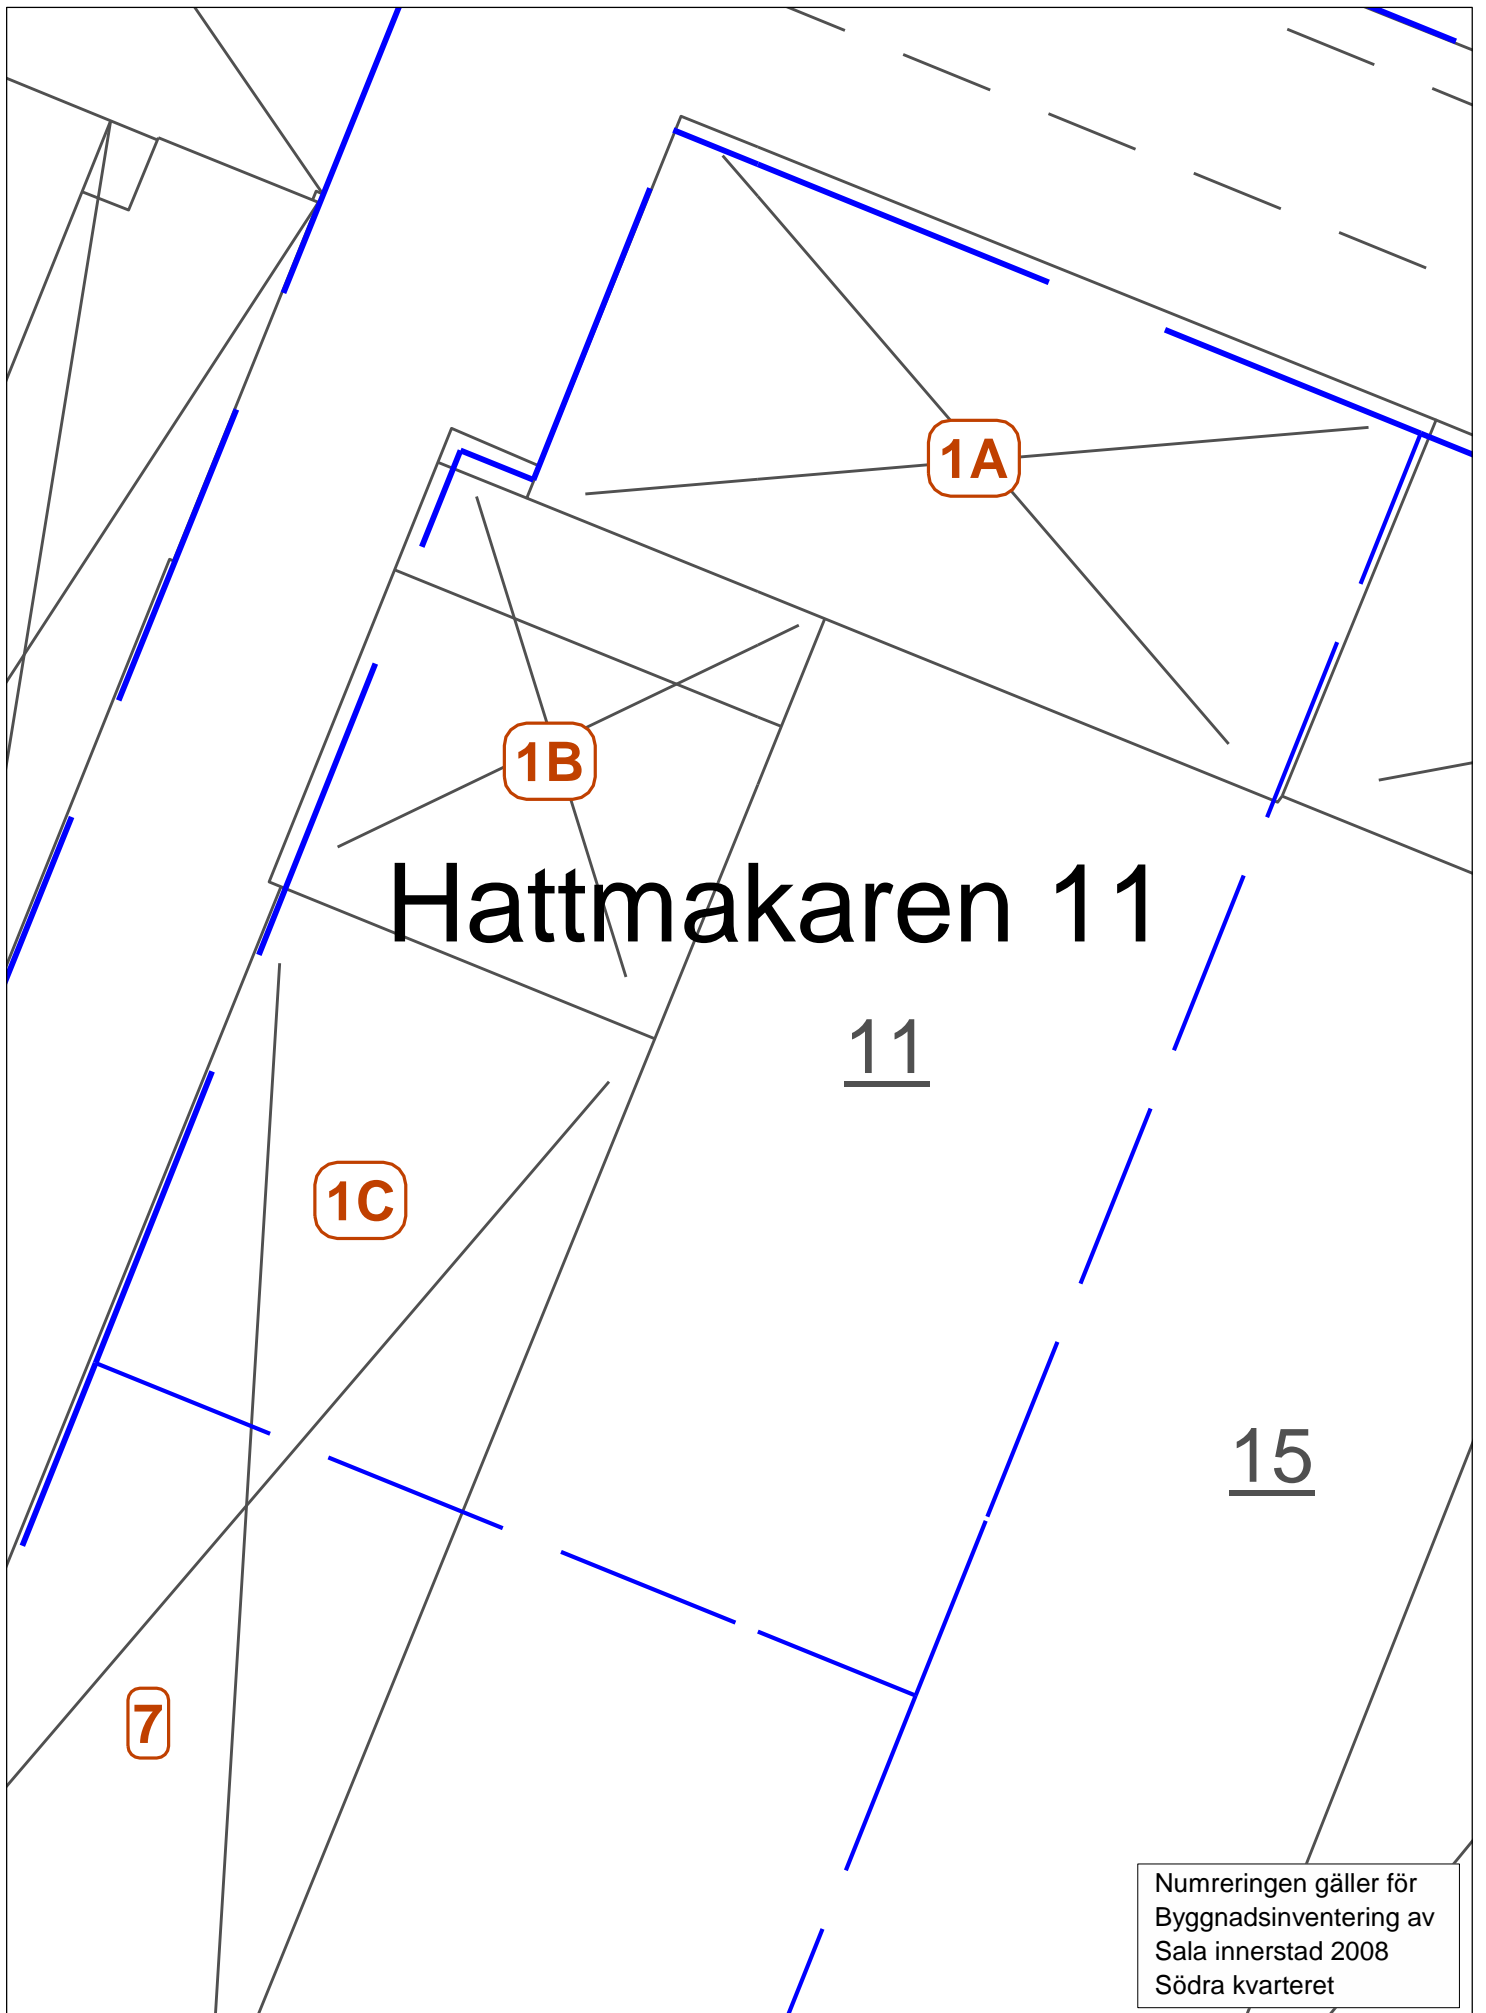 1A
1B
Hattmakaren 11
11
1C
15
7
Numreringen gäller för
Byggnadsinventering av
Sala innerstad 2008
Södra kvarteret